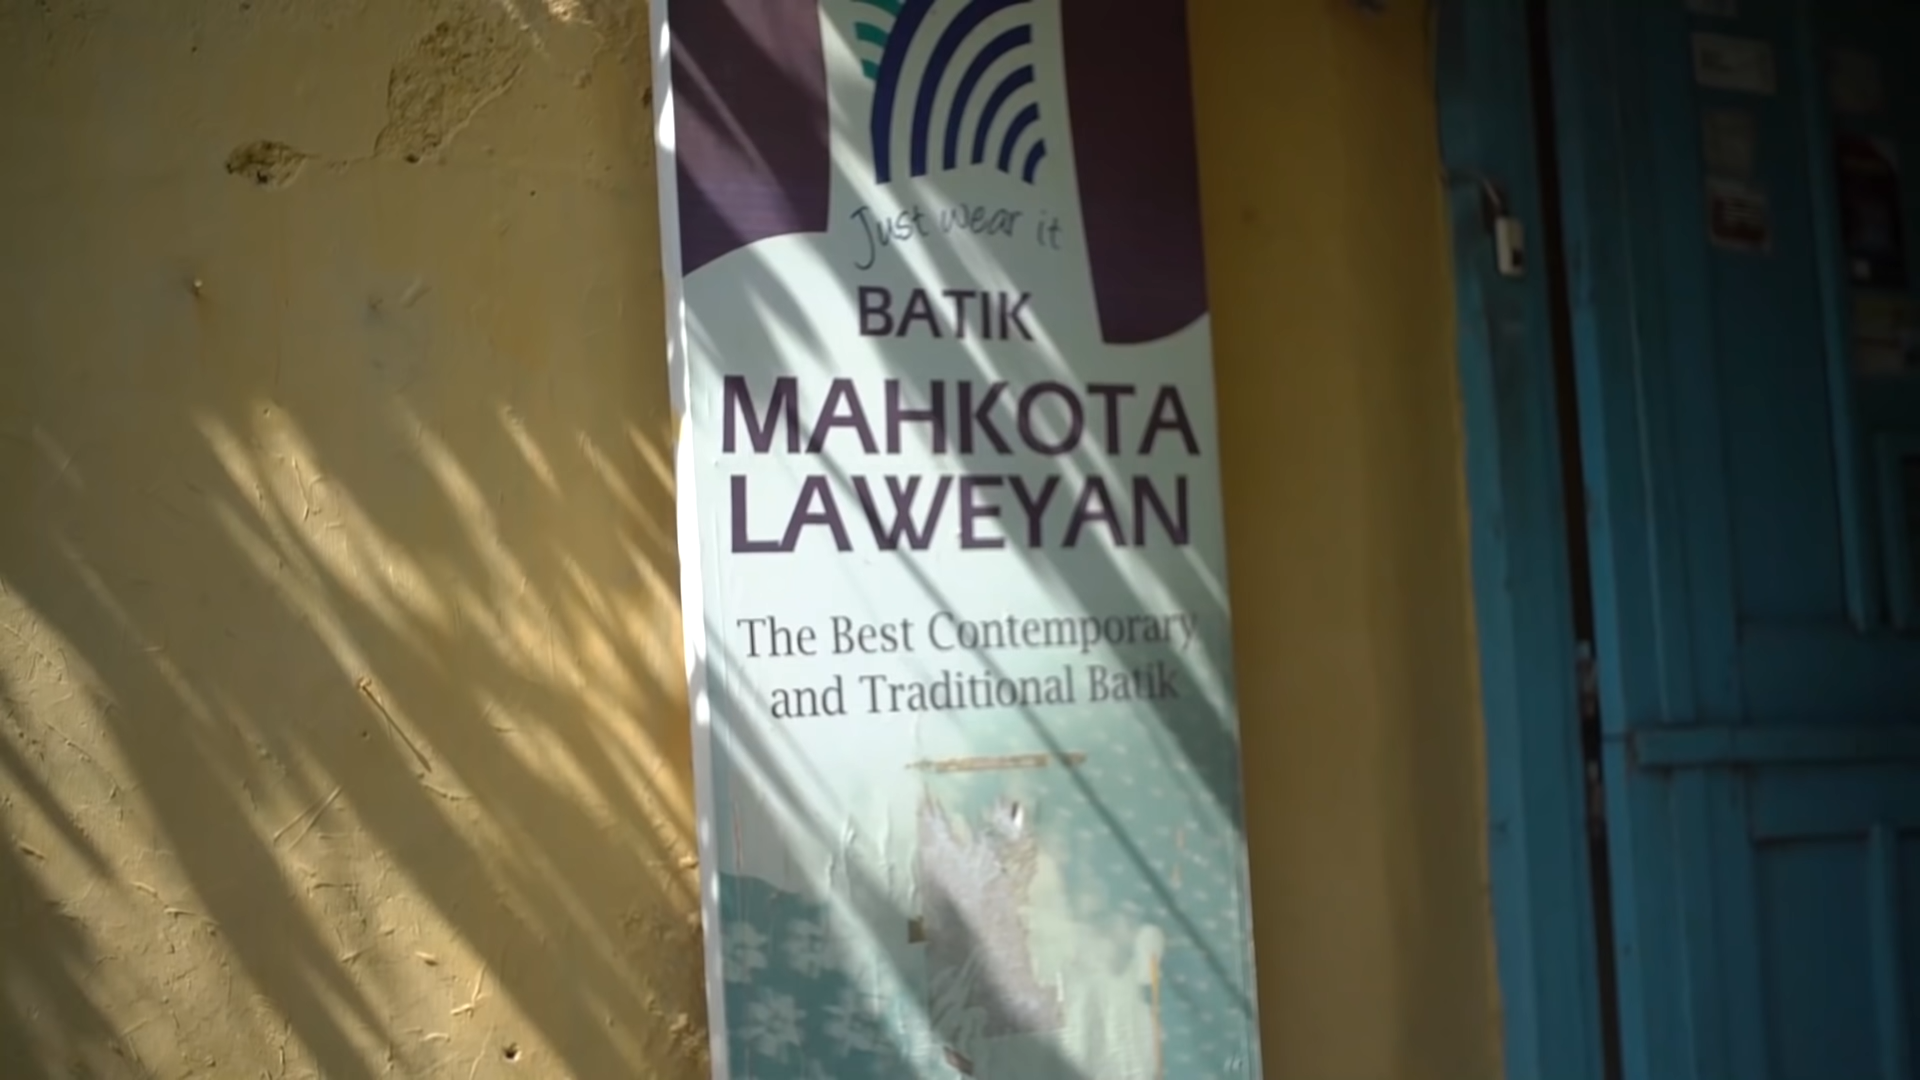 Just wear it
BATIK
MAHKOTA
LAWEYAN
The Best Contemporary
and Traditional Batik